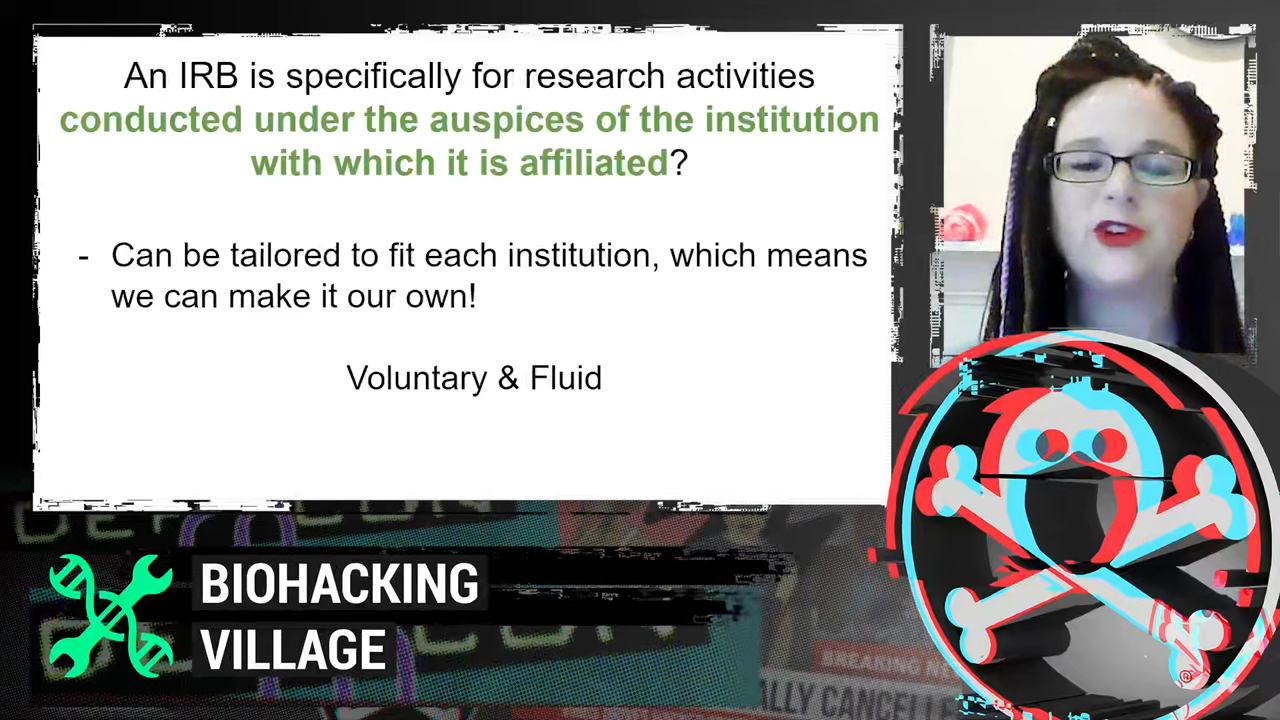 An IRB is specifically for research activities
conducted under the auspices of the institution
with which it is affiliated?
- Can be tailored to fit each institution, which means
we can make it our own!
Voluntary & Fluid
BIOHACKING
VILLAGE
BREAKING NE
ALLY CANCELLE